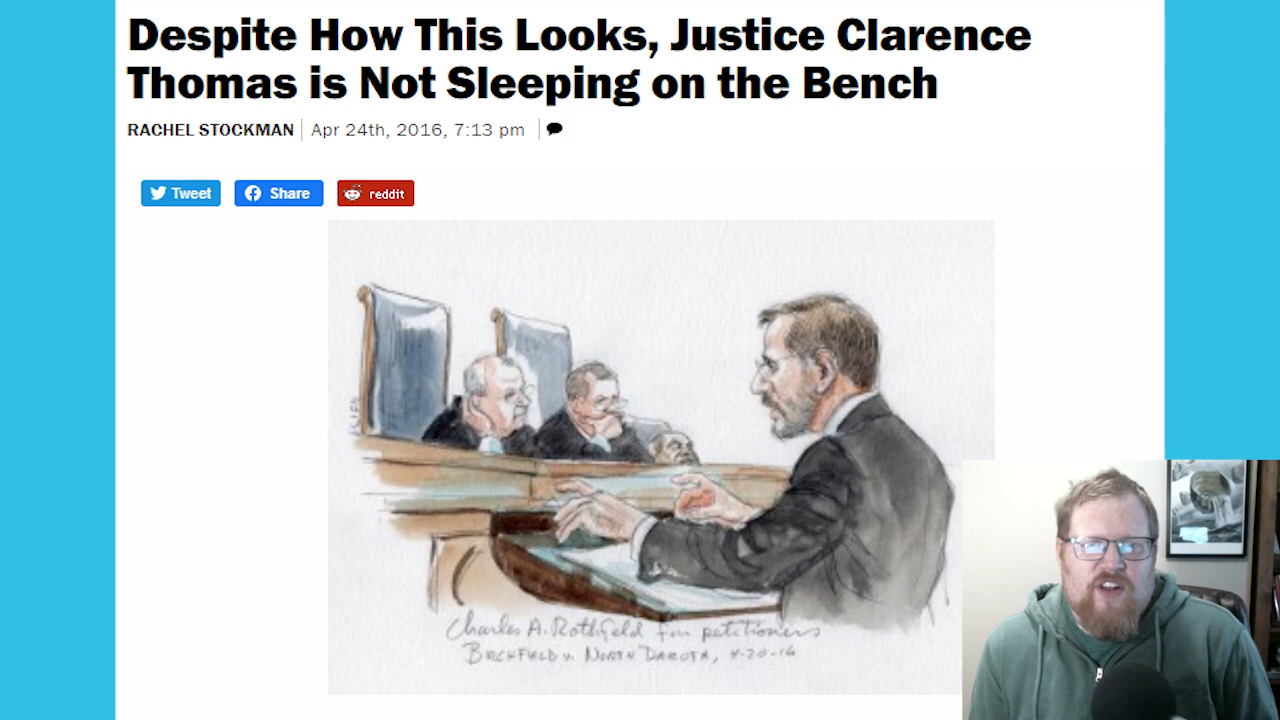 Despite How This Looks, Justice Clarence
Thomas is Not Sleeping on the Bench
RACHEL STOCKMAN Apr 24th, 2016, 7:13 pm
Tweet Share reddit
Charles A. Rothfeld for petitioners
BIRCHFIELD v. NORTH DAKOTA, 4-20-16